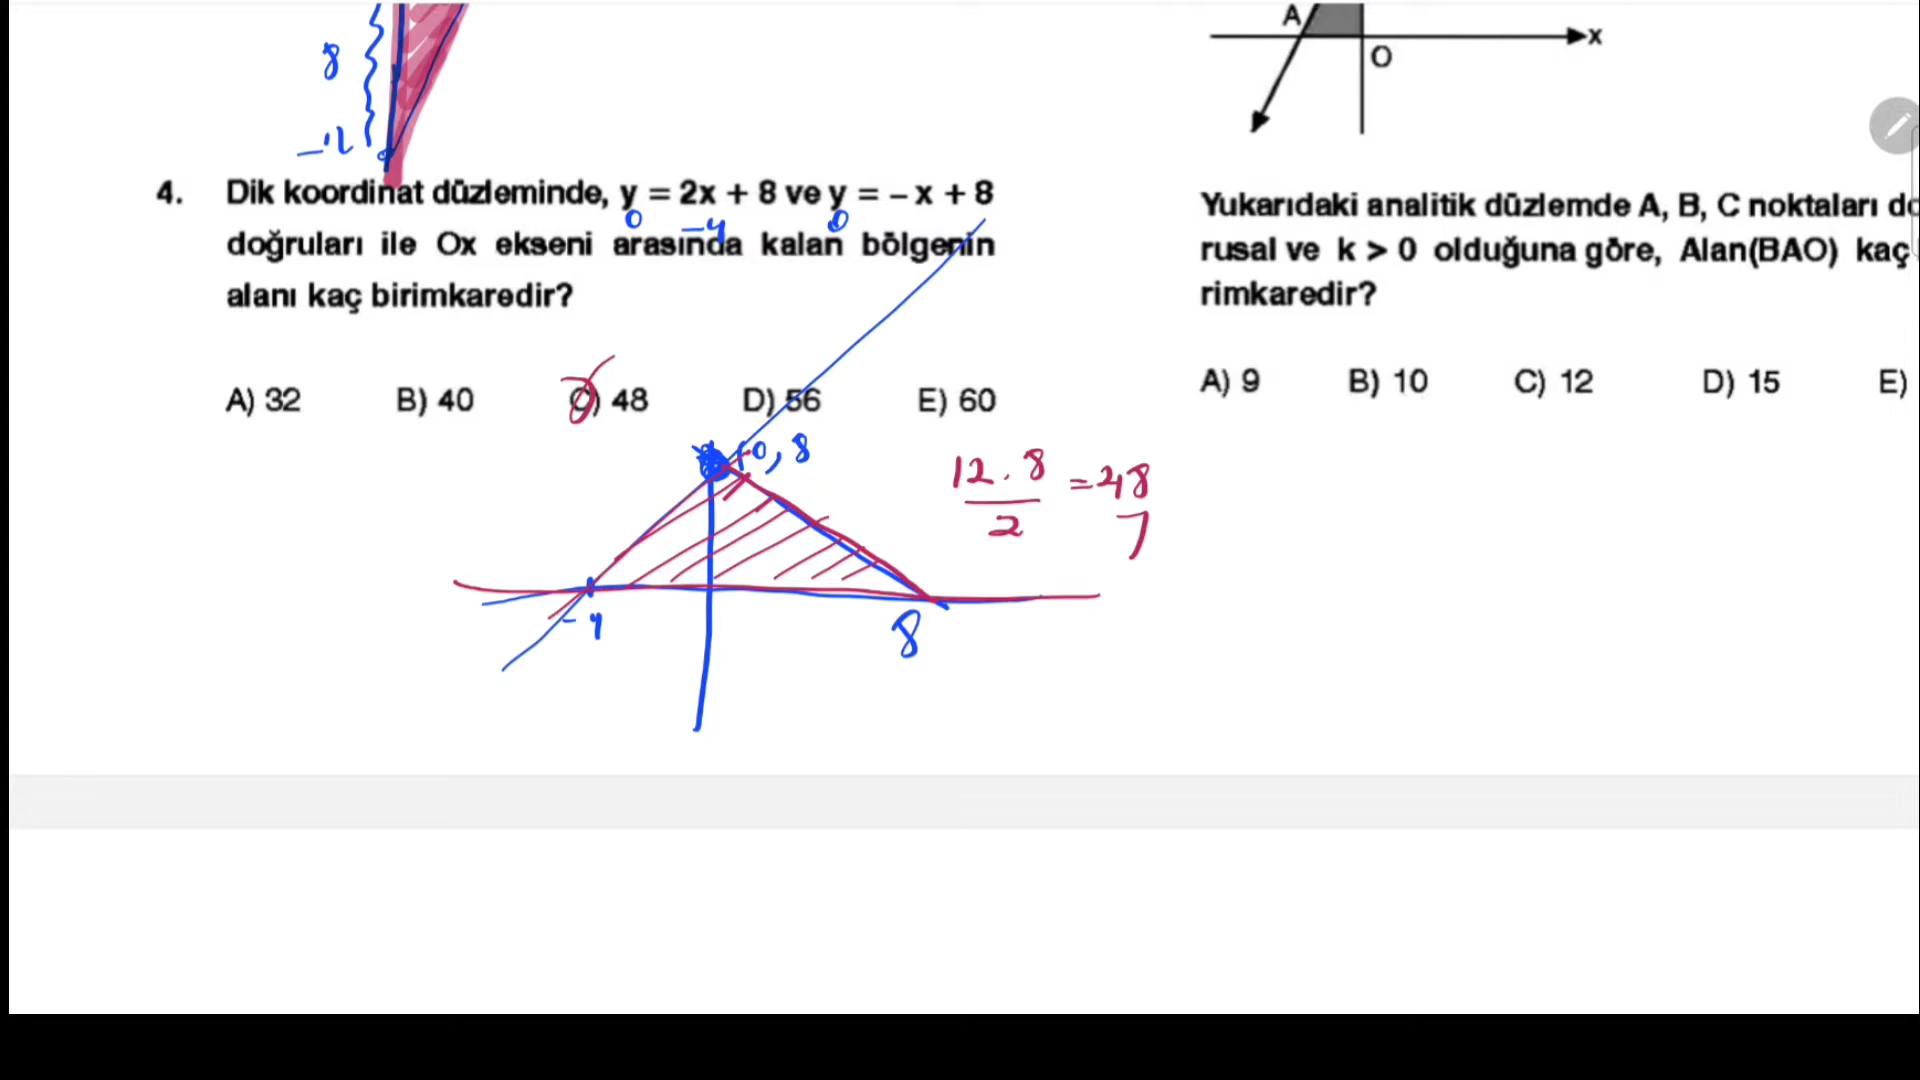 8
-12
4. Dik koordinat düzleminde, y = 2x + 8 ve y = – x + 8
0 -4 0
doğruları ile Ox ekseni arasında kalan bölgenin
alanı kaç birimkaredir?
A) 32 B) 40 C) 48 D) 56 E) 60
(0, 8
12 . 8 = 48
2
-4
8
A
x
O
Yukarıdaki analitik düzlemde A, B, C noktaları do
rusal ve k > 0 olduğuna göre, Alan(BAO) kaç
rimkaredir?
A) 9 B) 10 C) 12 D) 15 E)